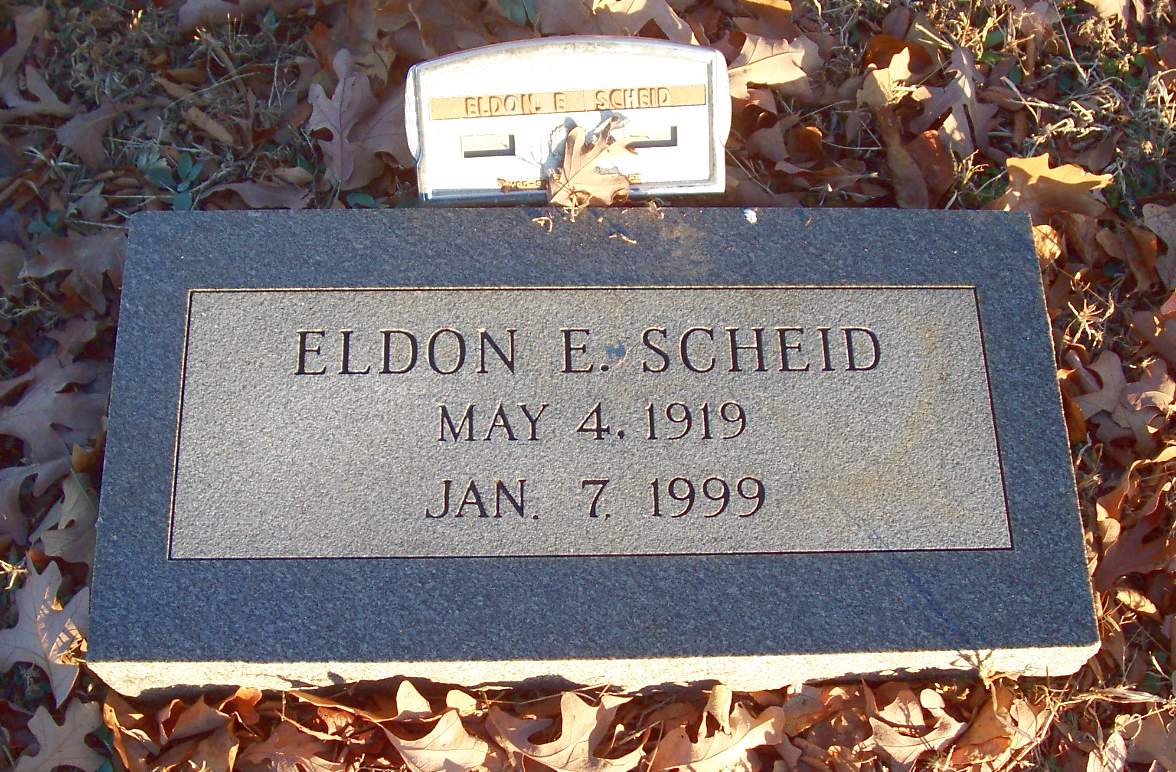 ELDON E SCHEID
ELDON E. SCHEID
MAY 4, 1919
JAN. 7, 1999